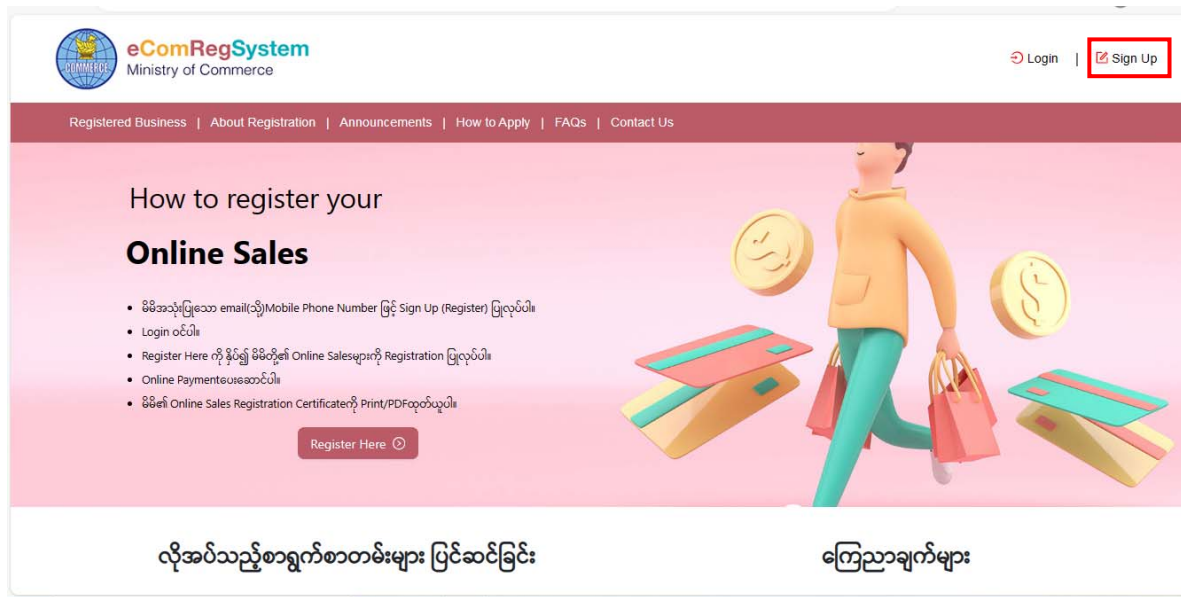 COMMERCE
eComRegSystem
Ministry of Commerce
Login | Sign Up
Registered Business | About Registration | Announcements | How to Apply | FAQs | Contact Us
How to register your
Online Sales
• မိမိအသုံးပြုသော email(သို့)Mobile Phone Number ဖြင့် Sign Up (Register) ပြုလုပ်ပါ။
• Login ဝင်ပါ။
• Register Here ကို နှိပ်၍ မိမိတို့၏ Online Salesများကို Registration ပြုလုပ်ပါ။
• Online Paymentပေးဆောင်ပါ။
• မိမိ၏ Online Sales Registration Certificateကို Print/PDFထုတ်ယူပါ။
Register Here
လိုအပ်သည့်စာရွက်စာတမ်းများ ပြင်ဆင်ခြင်း
ကြေညာချက်များ